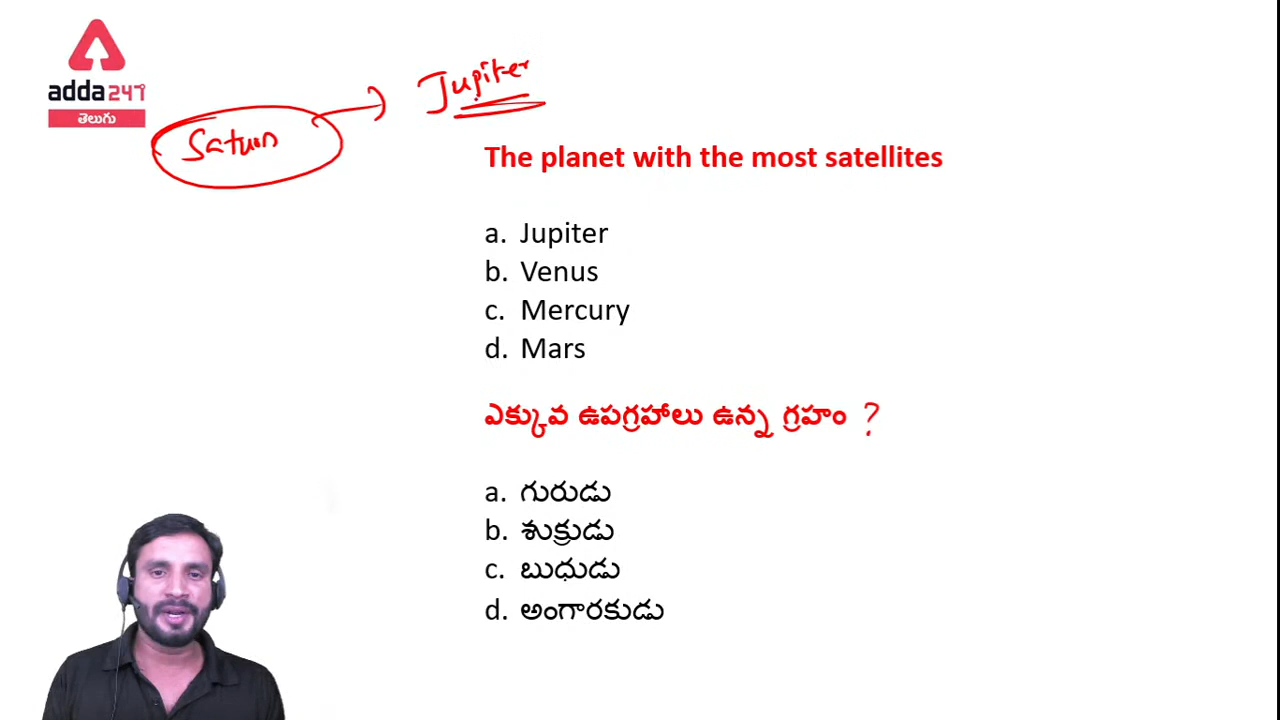 adda247
తెలుగు
Saturn
Jupiter
The planet with the most satellites
a. Jupiter
b. Venus
c. Mercury
d. Mars
ఎక్కువ ఉపగ్రహాలు ఉన్న గ్రహం ?
a. గురుడు
b. శుక్రుడు
c. బుధుడు
d. అంగారకుడు